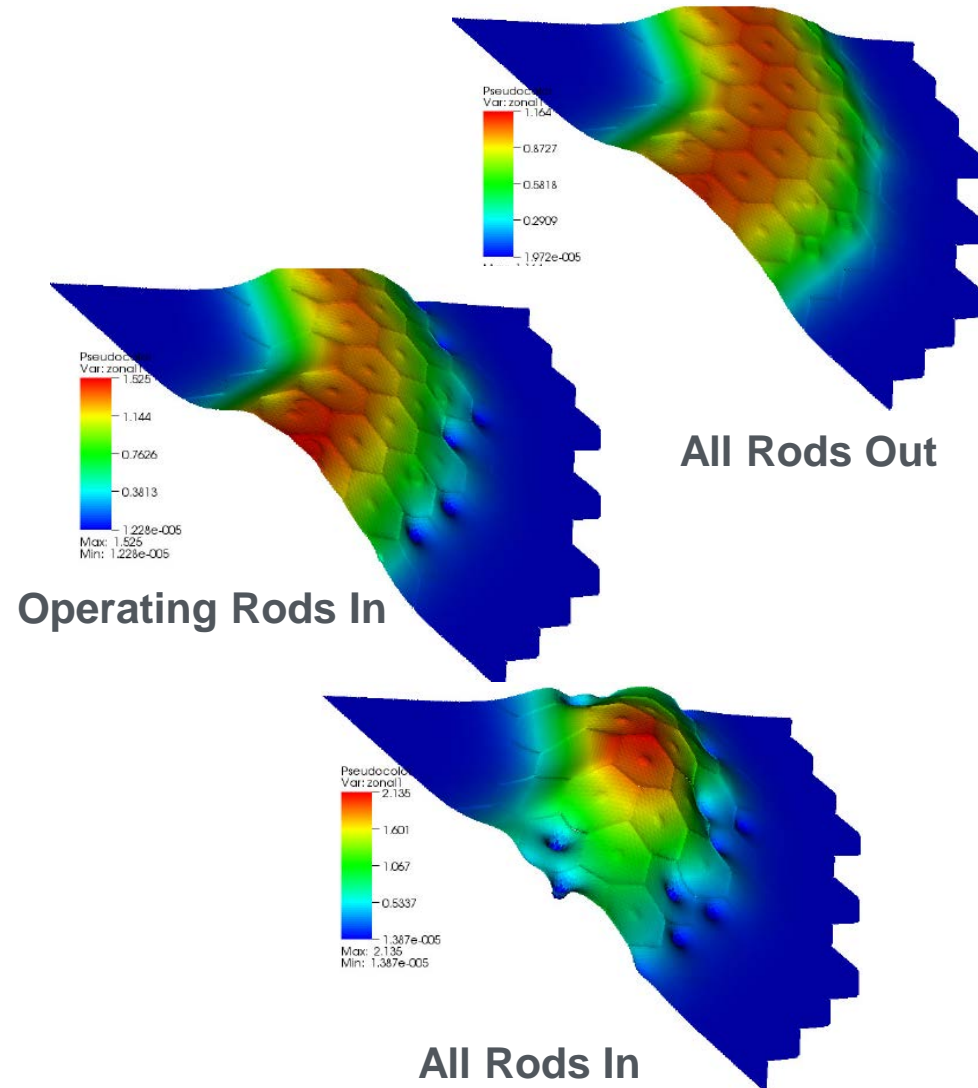 Var: zonal1
1.164
0.8727
0.5818
0.2909
1.972e-005
All Rods Out
Var: zonal1
1.525
1.144
0.7626
0.3813
1.228e-005
Max: 1.525
Min: 1.228e-005
Operating Rods In
Var: zonal1
2.135
1.601
1.067
0.5337
1.387e-005
Max: 2.135
Min: 1.387e-005
All Rods In